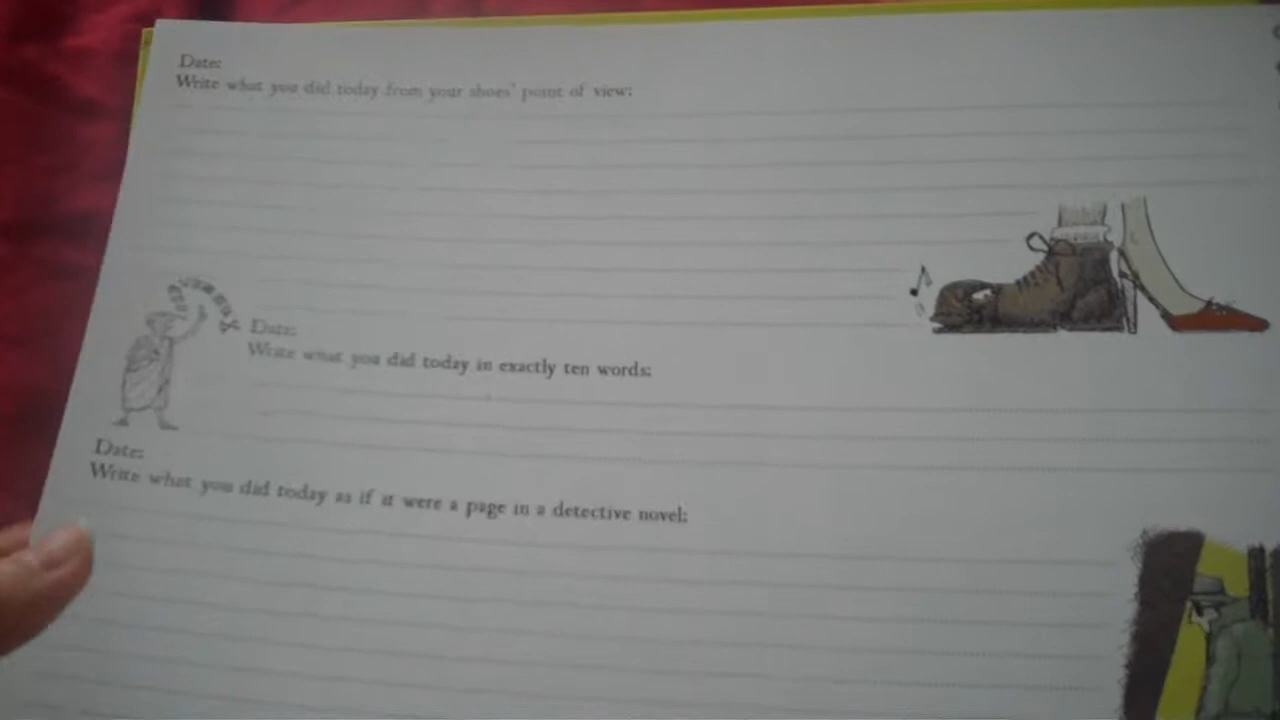 Date:
Write what you did today from your shoes' point of view:
Date:
Write what you did today in exactly ten words:
Date:
Write what you did today as if it were a page in a detective novel: